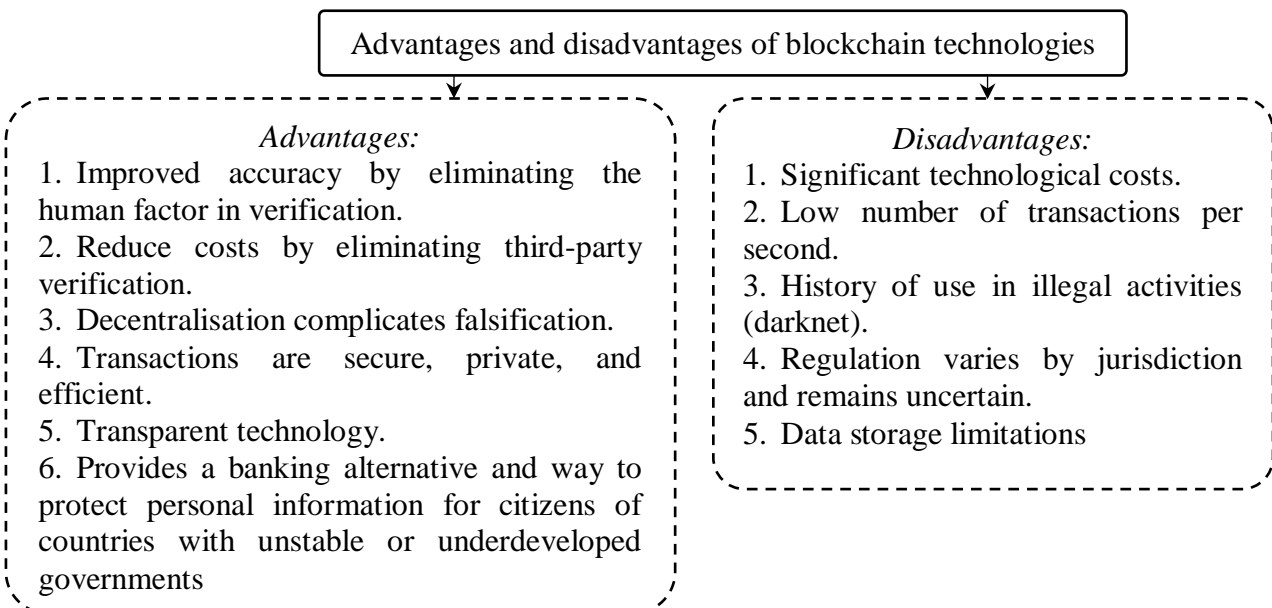 Advantages and disadvantages of blockchain technologies
Advantages:
1. Improved accuracy by eliminating the
human factor in verification.
2. Reduce costs by eliminating third-party
verification.
3. Decentralisation complicates falsification.
4. Transactions are secure, private, and
efficient.
5. Transparent technology.
6. Provides a banking alternative and way to
protect personal information for citizens of
countries with unstable or underdeveloped
governments
Disadvantages:
1. Significant technological costs.
2. Low number of transactions per
second.
3. History of use in illegal activities
(darknet).
4. Regulation varies by jurisdiction
and remains uncertain.
5. Data storage limitations